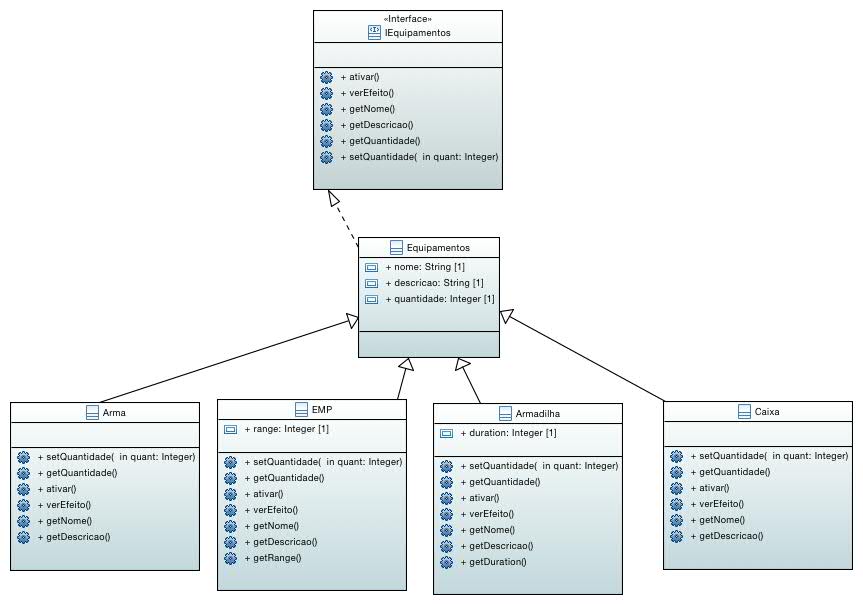 «Interface»
IEquipamentos
+ ativar()
+ verEfeito()
+ getNome()
+ getDescricao()
+ getQuantidade()
+ setQuantidade(  in quant: Integer)
Equipamentos
+ nome: String [1]
+ descricao: String [1]
+ quantidade: Integer [1]
Arma
+ setQuantidade(  in quant: Integer)
+ getQuantidade()
+ ativar()
+ verEfeito()
+ getNome()
+ getDescricao()
EMP
+ range: Integer [1]
+ setQuantidade(  in quant: Integer)
+ getQuantidade()
+ ativar()
+ verEfeito()
+ getNome()
+ getDescricao()
+ getRange()
Armadilha
+ duration: Integer [1]
+ setQuantidade(  in quant: Integer)
+ getQuantidade()
+ ativar()
+ verEfeito()
+ getNome()
+ getDescricao()
+ getDuration()
Caixa
+ setQuantidade(  in quant: Integer)
+ getQuantidade()
+ ativar()
+ verEfeito()
+ getNome()
+ getDescricao()